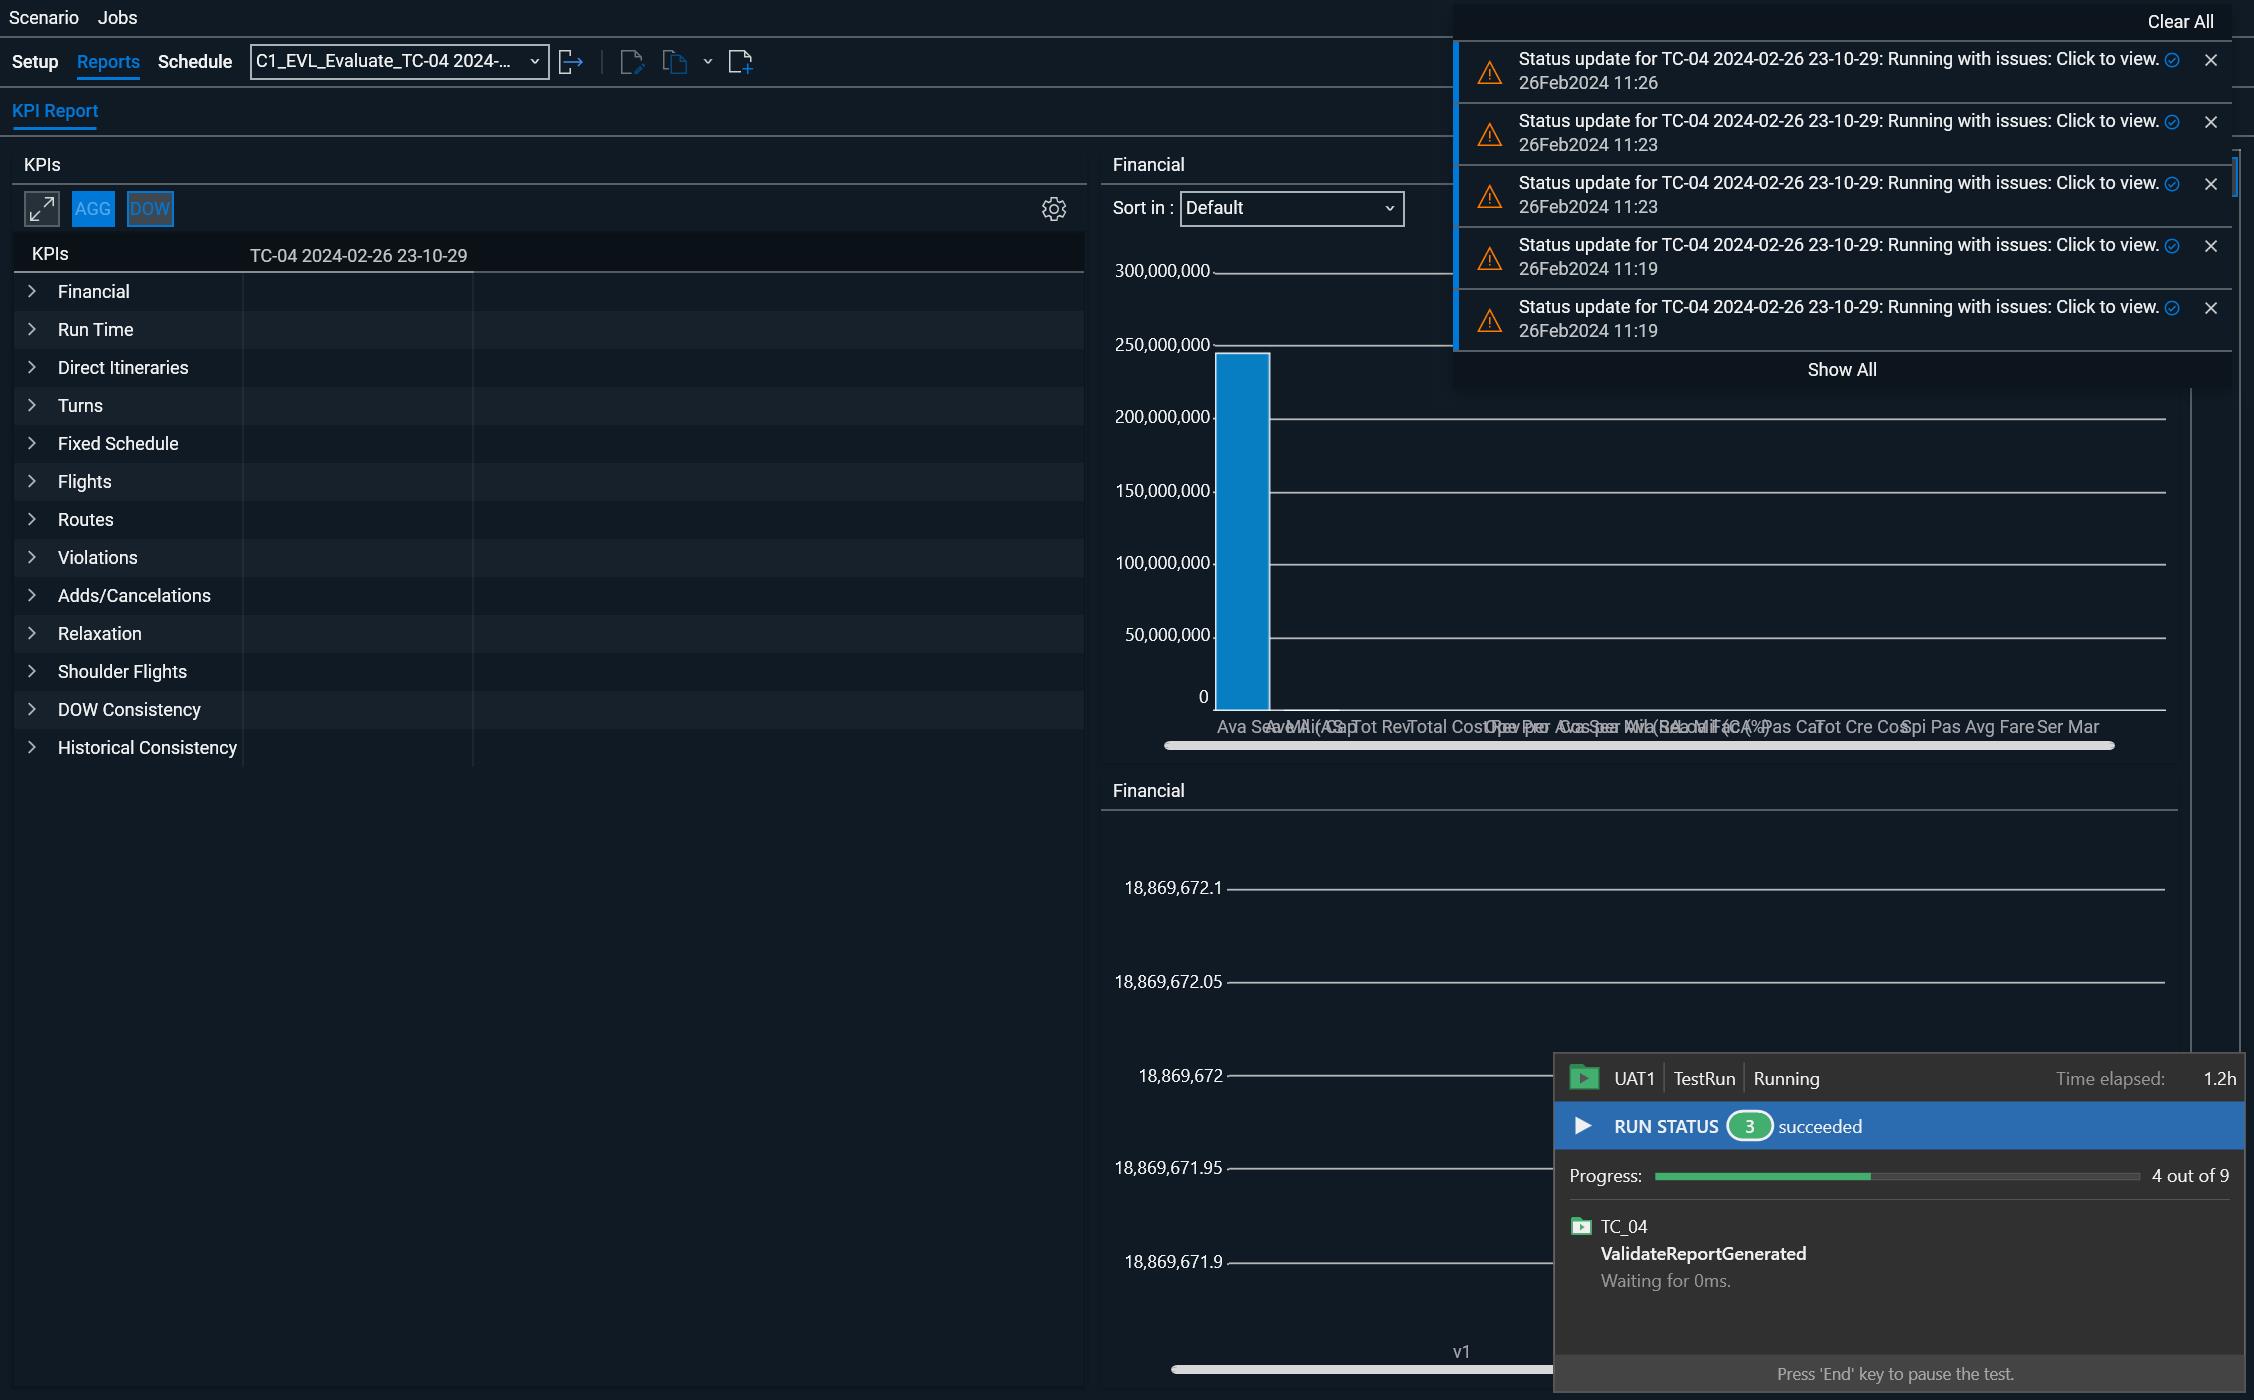 Scenario Jobs
Clear All
Setup Reports Schedule C1_EVL_Evaluate_TC-04 2024-...
Status update for TC-04 2024-02-26 23-10-29: Running with issues: Click to view.
26Feb2024 11:26
Status update for TC-04 2024-02-26 23-10-29: Running with issues: Click to view.
26Feb2024 11:23
Status update for TC-04 2024-02-26 23-10-29: Running with issues: Click to view.
26Feb2024 11:23
Status update for TC-04 2024-02-26 23-10-29: Running with issues: Click to view.
26Feb2024 11:19
Status update for TC-04 2024-02-26 23-10-29: Running with issues: Click to view.
26Feb2024 11:19
Show All
KPI Report
KPIs
AGG DOW
KPIs TC-04 2024-02-26 23-10-29
Financial
Run Time
Direct Itineraries
Turns
Fixed Schedule
Flights
Routes
Violations
Adds/Cancelations
Relaxation
Shoulder Flights
DOW Consistency
Historical Consistency
Financial
Sort in : Default
300,000,000
250,000,000
200,000,000
150,000,000
100,000,000
50,000,000
0
Ava Tot Rev Total Cost Pas Car Tot Cre Cos Spi Pas Avg Fare Ser Mar
Financial
18,869,672.1
18,869,672.05
18,869,672
18,869,671.95
18,869,671.9
v1
UAT1 TestRun Running Time elapsed: 1.2h
RUN STATUS 3 succeeded
Progress: 4 out of 9
TC_04
ValidateReportGenerated
Waiting for 0ms.
Press 'End' key to pause the test.